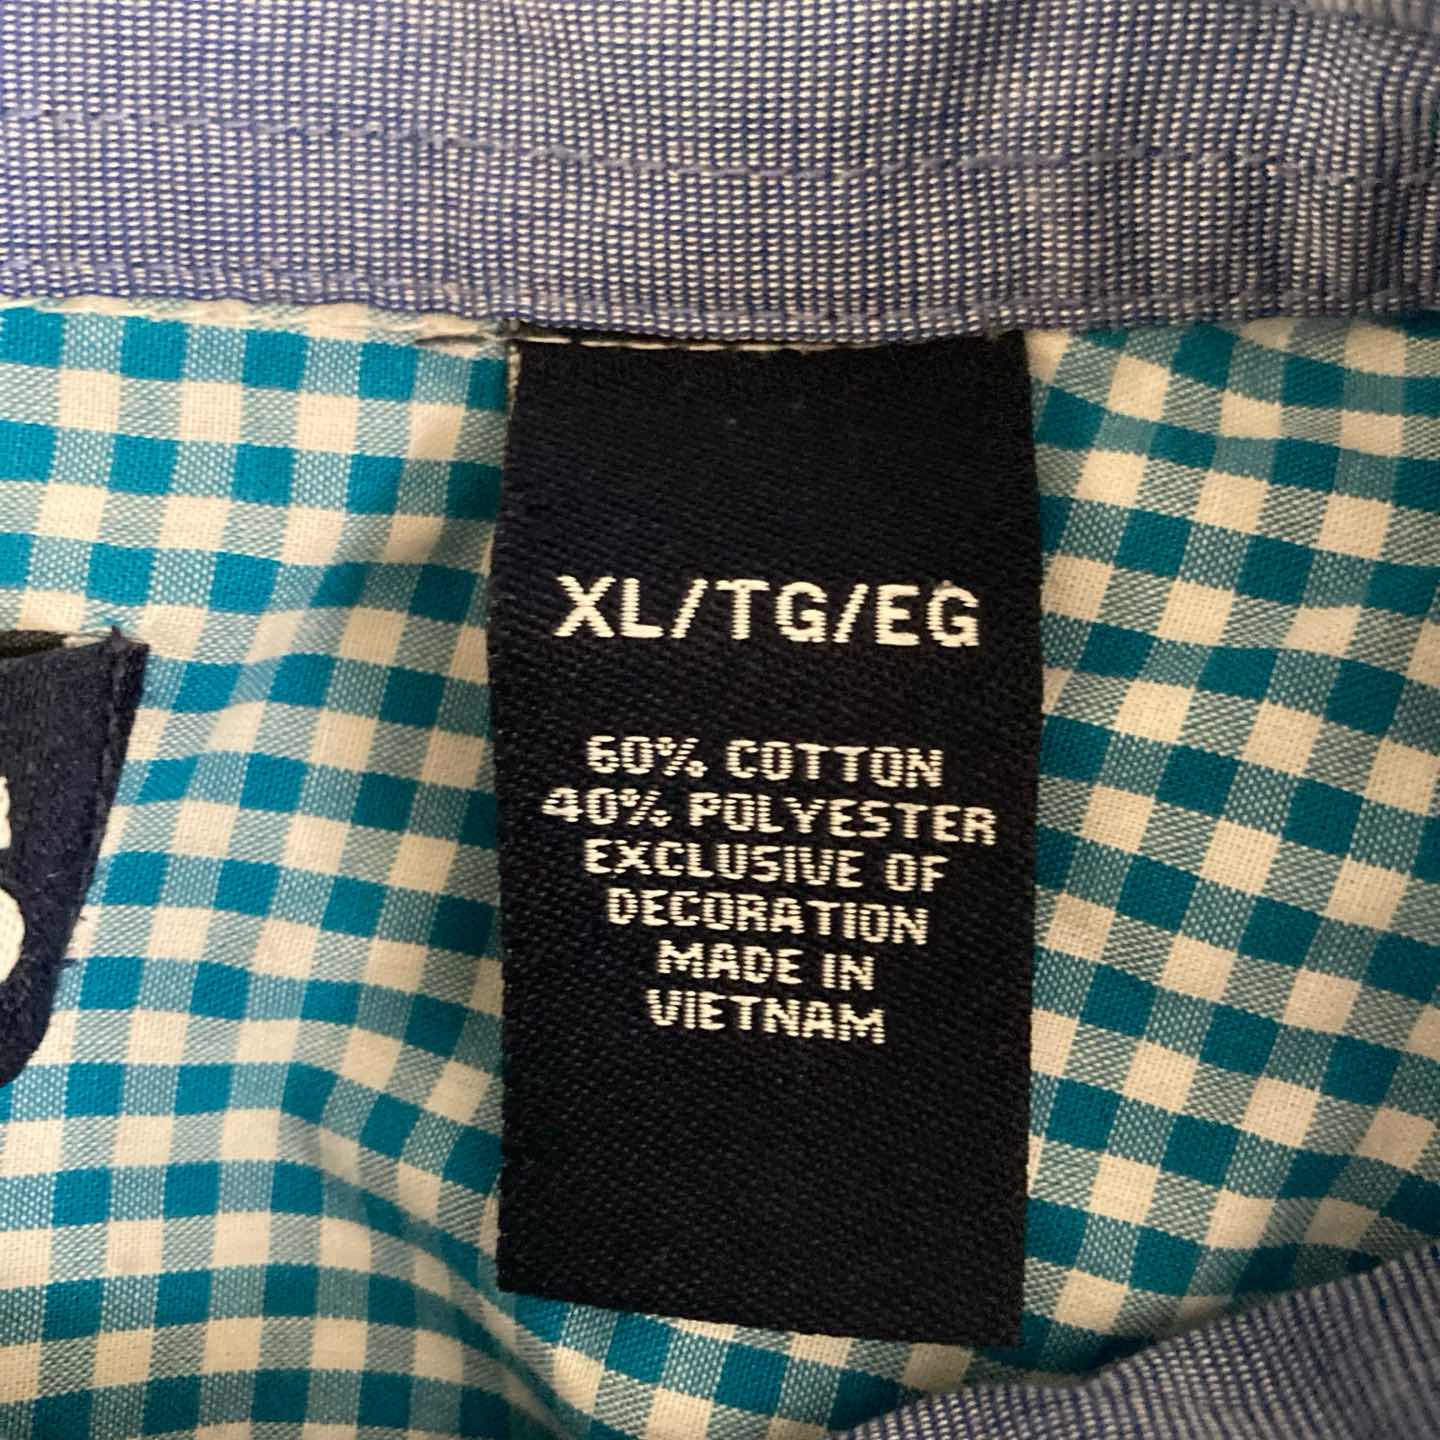 XL/TG/EG
60% COTTON
40% POLYESTER
EXCLUSIVE OF
DECORATION
MADE IN
VIETNAM